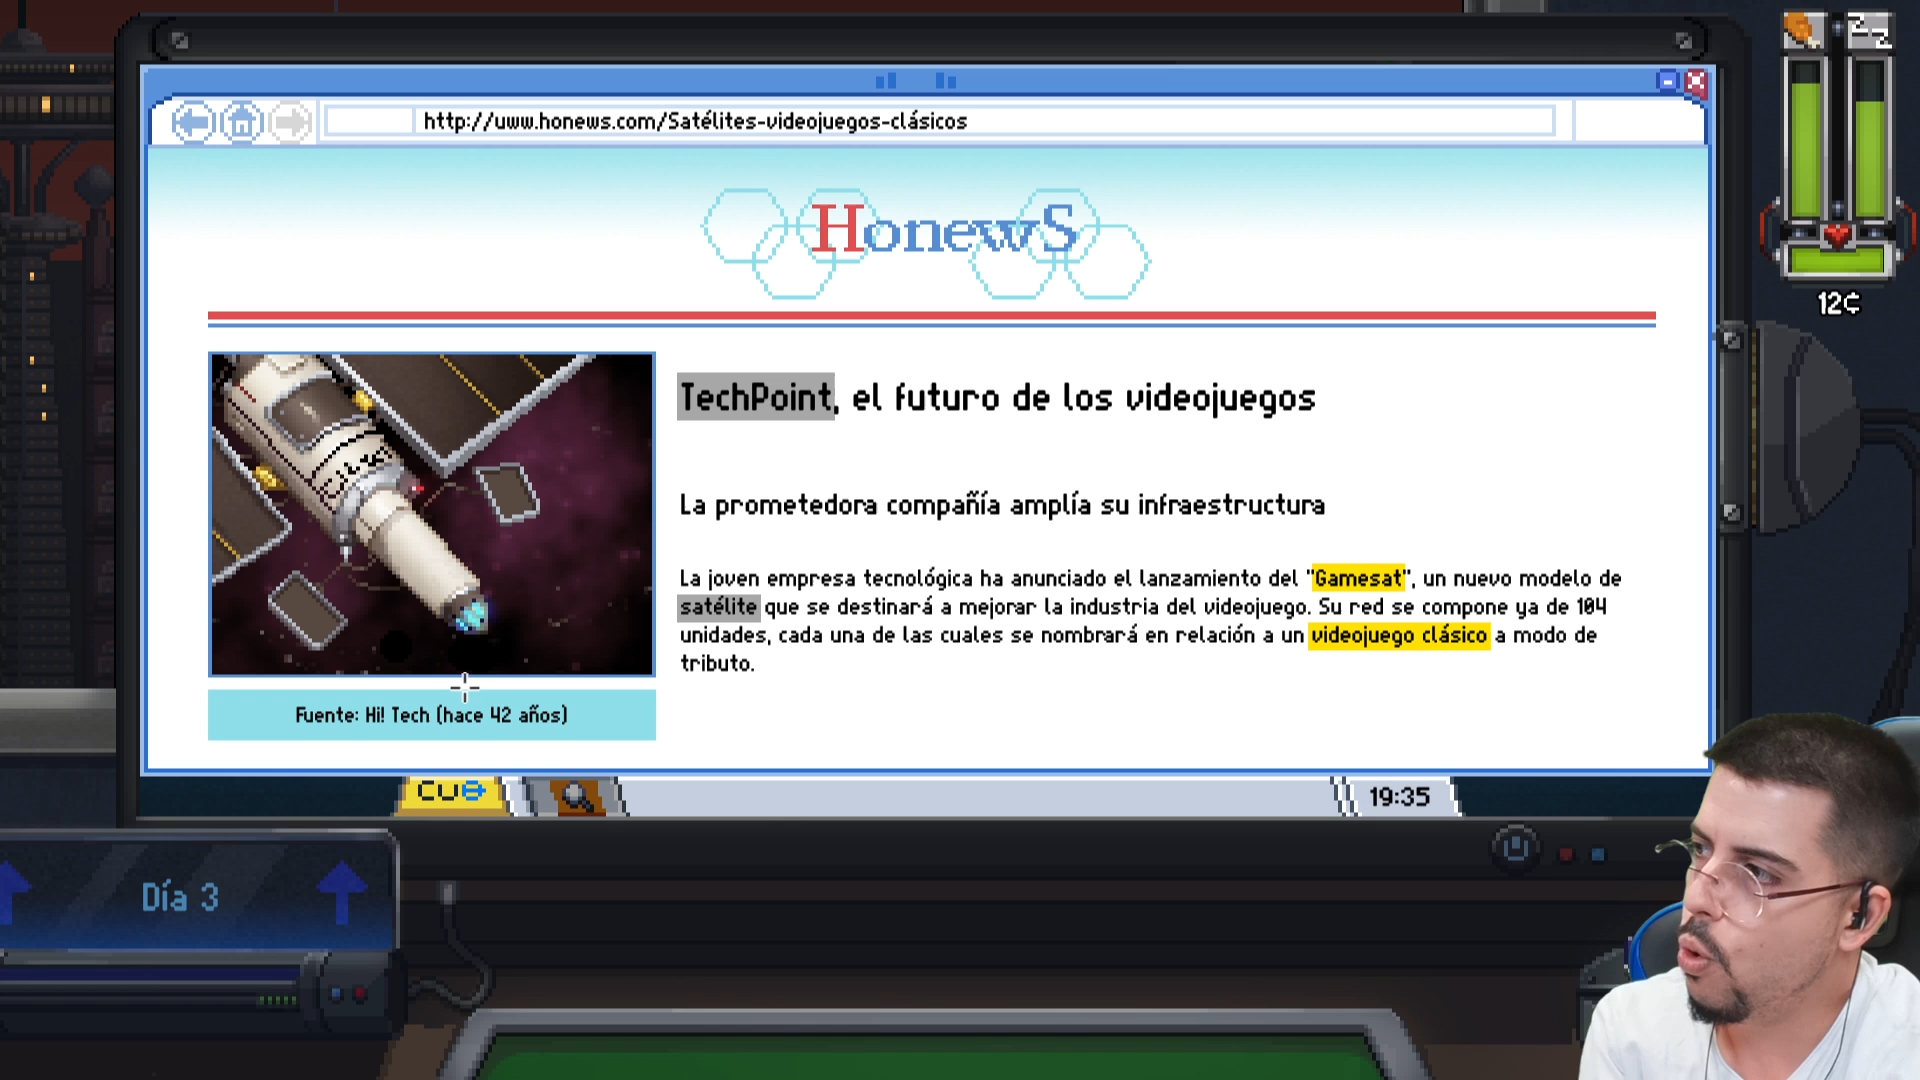 http://uww.honews.com/Satélites-videojuegos-clásicos
HonewS
12¢
TechPoint, el futuro de los videojuegos
La prometedora compañía amplía su infraestructura
La joven empresa tecnológica ha anunciado el lanzamiento del "Gamesat", un nuevo modelo de
satélite que se destinará a mejorar la industria del videojuego. Su red se compone ya de 104
unidades, cada una de las cuales se nombrará en relación a un videojuego clásico a modo de
tributo.
Fuente: Hi! Tech (hace 42 años)
CUO
19:35
Día 3